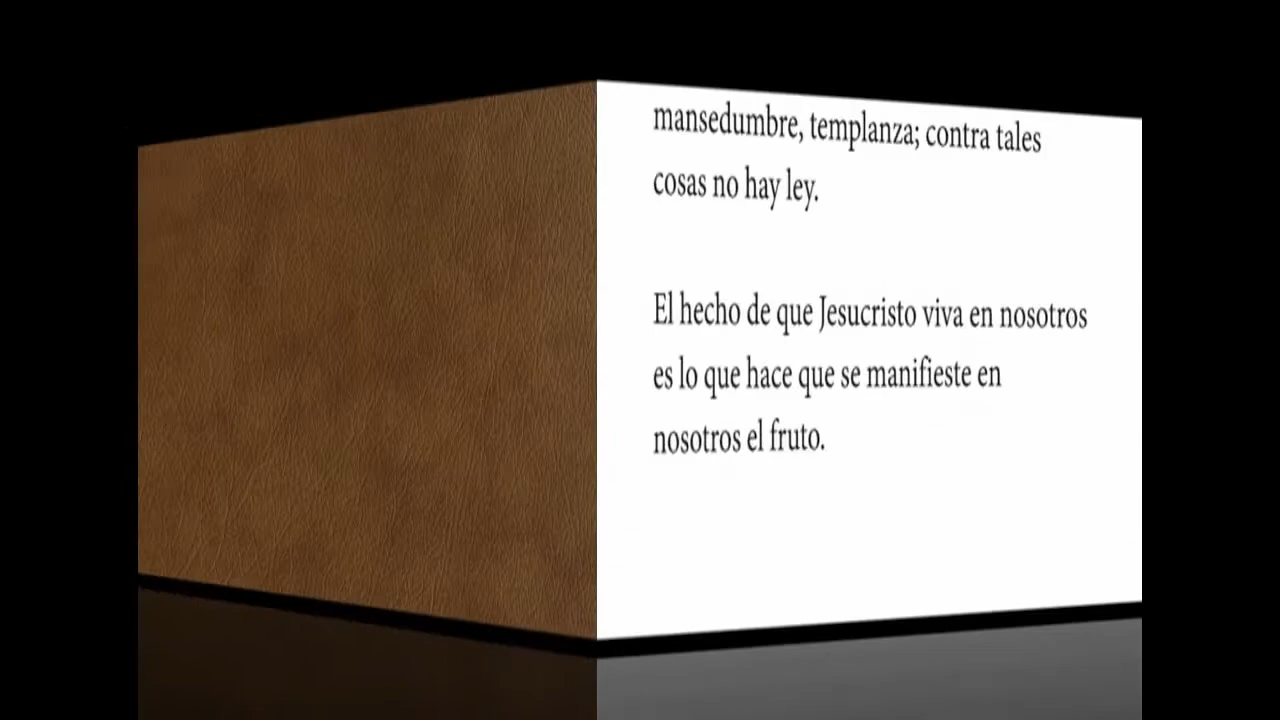 mansedumbre, templanza; contra tales
cosas no hay ley.
El hecho de que Jesucristo viva en nosotros
es lo que hace que se manifieste en
nosotros el fruto.